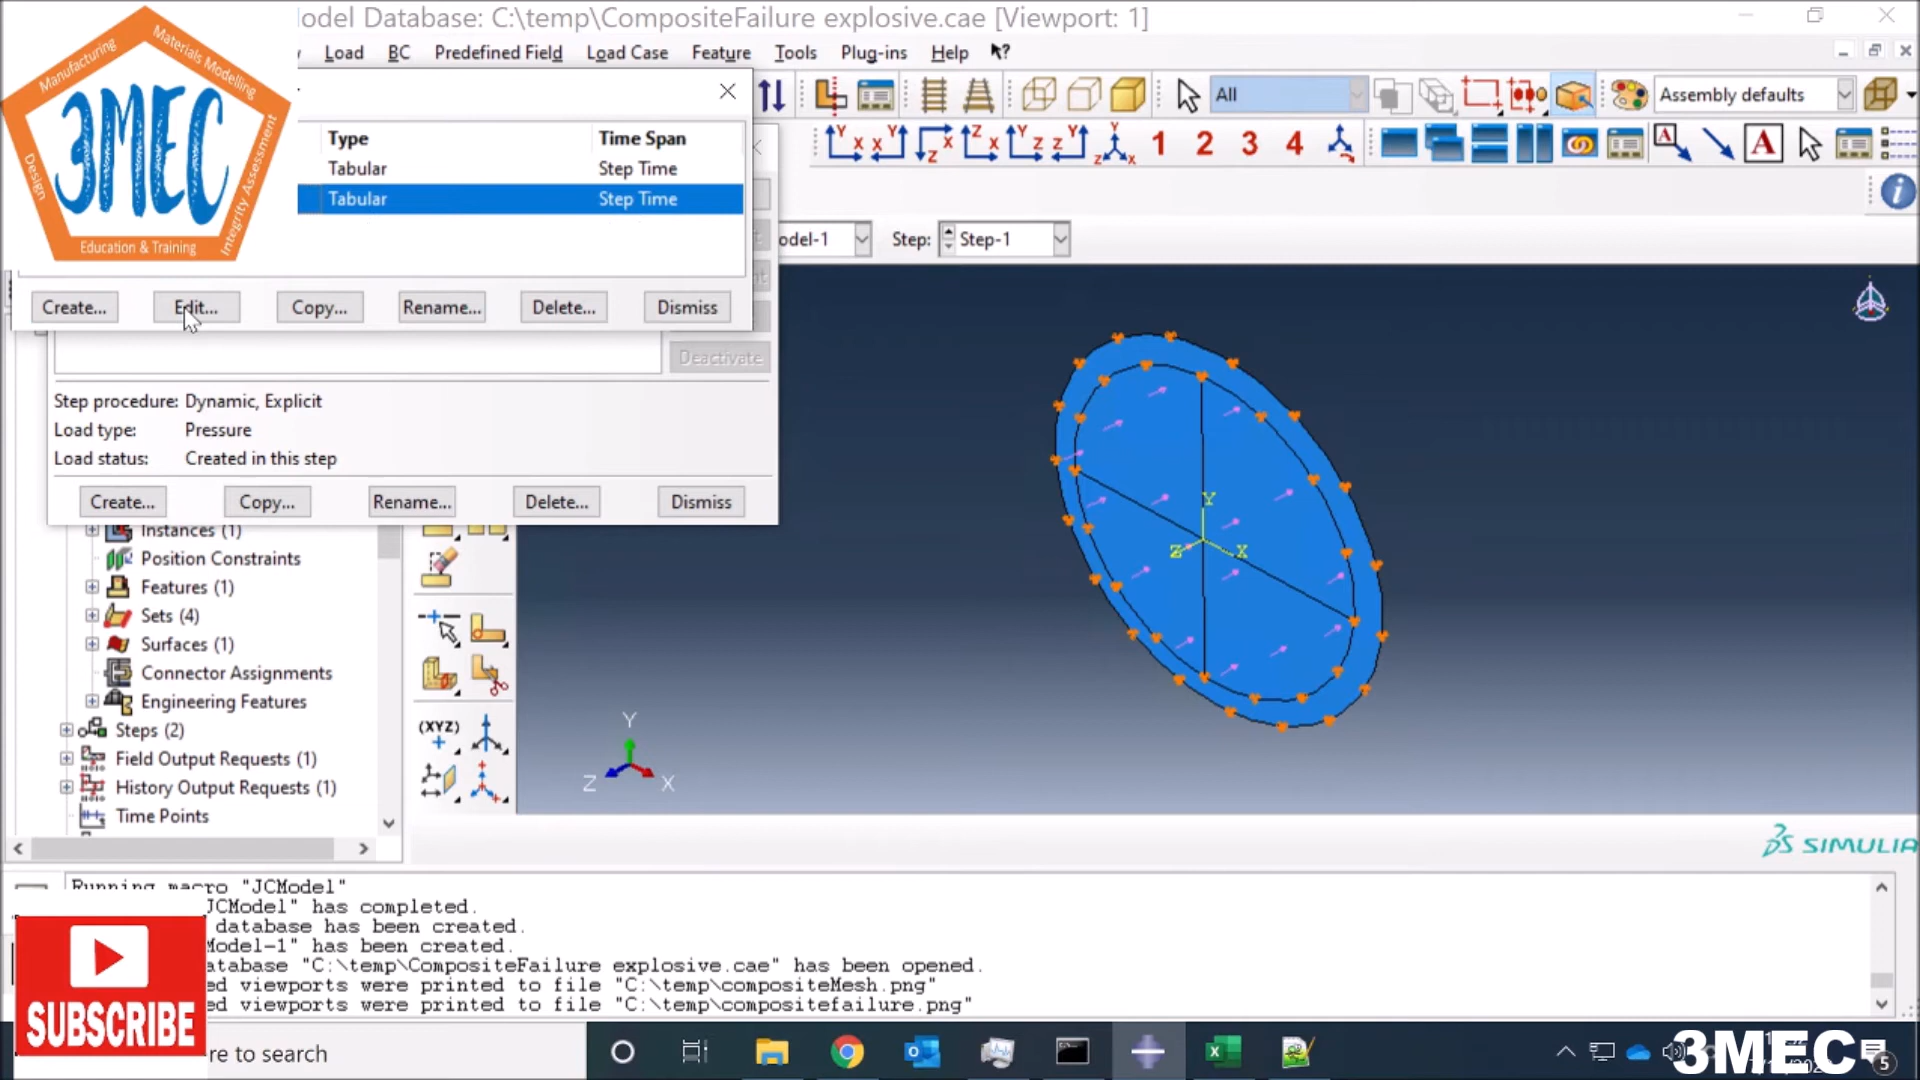 odel Database: C:\temp\CompositeFailure explosive.cae [Viewport: 1]
Load BC Predefined Field Load Case Feature Tools Plug-ins Help
Manufacturing
Materials Modelling
3MEC
Design
Integrity Assessment
Education & Training
All
Assembly defaults
Type Time Span
Tabular Step Time
Tabular Step Time
1 2 3 4
odel-1 Step: Step-1
Create... Edit... Copy... Rename... Delete... Dismiss
Deactivate
Step procedure: Dynamic, Explicit
Load type: Pressure
Load status: Created in this step
Create... Copy... Rename... Delete... Dismiss
Instances (1)
Position Constraints
Features (1)
Sets (4)
Surfaces (1)
Connector Assignments
Engineering Features
Steps (2)
Field Output Requests (1)
History Output Requests (1)
Time Points
(XYZ)
Y
Z X
Y
Z X
SIMULIA
Running macro "JCModel"
JCModel" has completed.
database has been created.
Model-1" has been created.
atabase "C:\temp\CompositeFailure explosive.cae" has been opened.
ed viewports were printed to file "C:\temp\compositeMesh.png"
ed viewports were printed to file "C:\temp\compositefailure.png"
SUBSCRIBE
re to search
3MEC
5